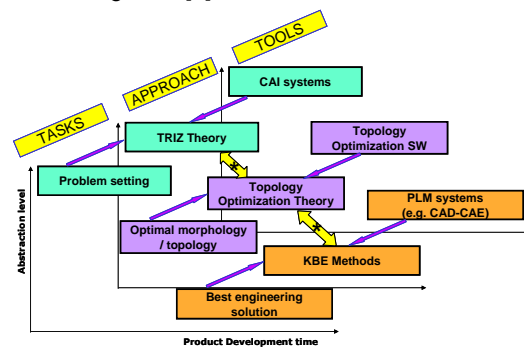 TOOLS
APPROACH
TASKS
CAI systems
TRIZ Theory
*
Topology
Optimization SW
Problem setting
Topology
Optimization Theory
PLM systems
(e.g. CAD-CAE)
Optimal morphology
/ topology
*
KBE Methods
Best engineering
solution
Abstraction level
Product Development time